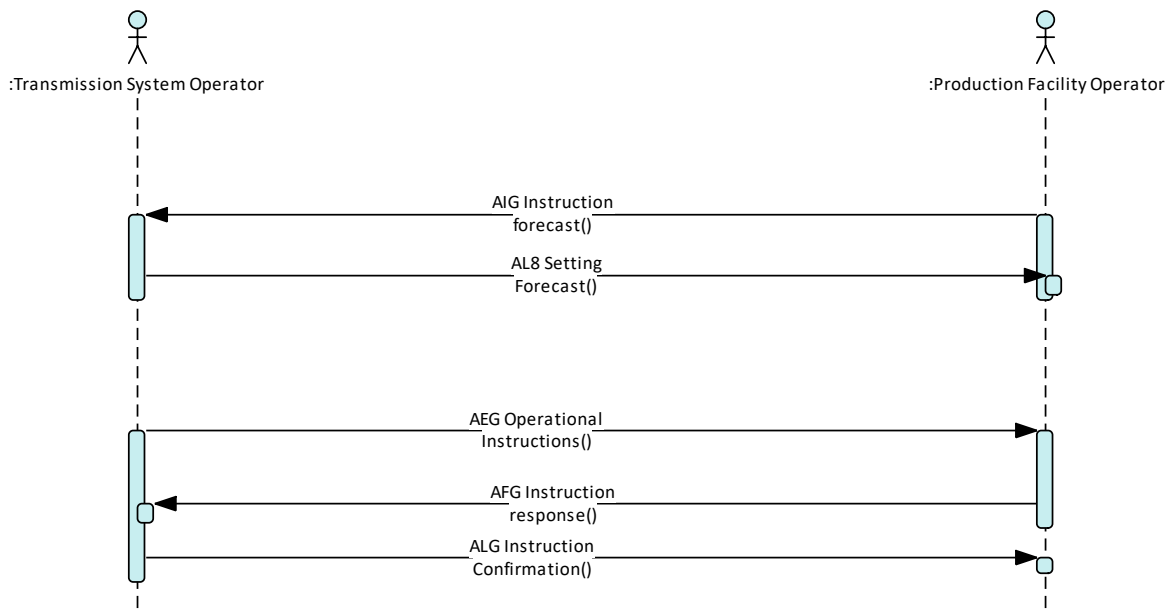 :Transmission System Operator
:Production Facility Operator
AIG Instruction
forecast()
AL8 Setting
Forecast()
AEG Operational
Instructions()
AFG Instruction
response()
ALG Instruction
Confirmation()